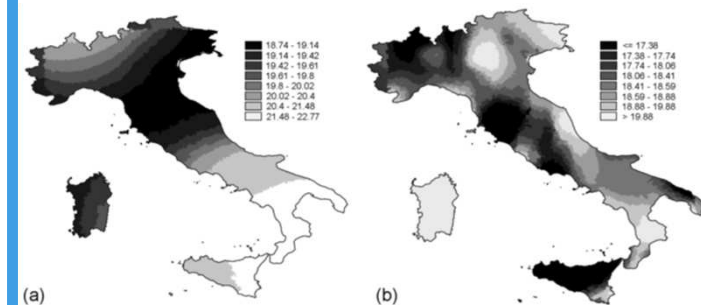 18.74 - 19.14
19.14 - 19.42
19.42 - 19.61
19.61 - 19.8
19.8 - 20.02
20.02 - 20.4
20.4 - 21.48
21.48 - 22.77
(a)
<= 17.38
17.38 - 17.74
17.74 - 18.06
18.06 - 18.41
18.41 - 18.59
18.59 - 18.88
18.88 - 19.88
> 19.88
(b)